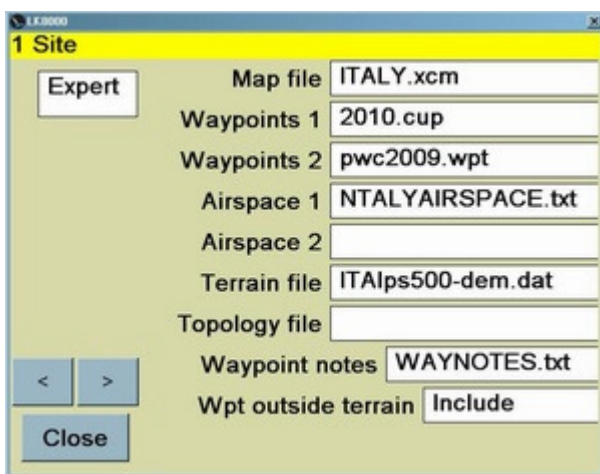 LK8000
1 Site
Expert
Map file ITALY.xcm
Waypoints 1 2010.cup
Waypoints 2 pwc2009.wpt
Airspace 1 NTALYAIRSPACE.txt
Airspace 2
Terrain file ITAlps500-dem.dat
Topology file
Waypoint notes WAYNOTES.txt
Wpt outside terrain Include
< >
Close